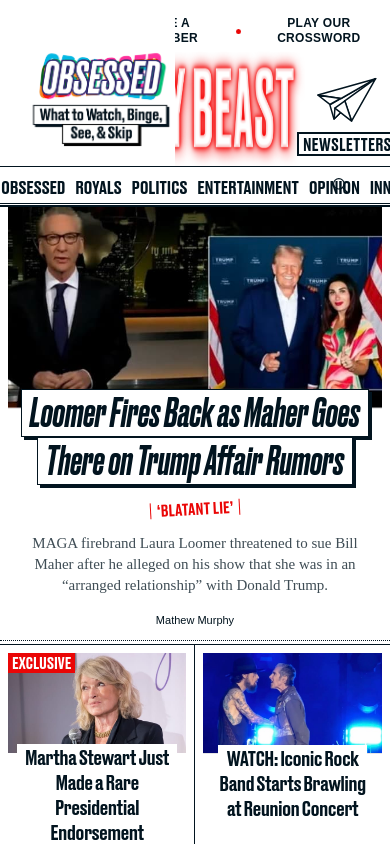 E A
BER
PLAY OUR
CROSSWORD
OBSESSED
What to Watch, Binge,
See, & Skip
Y BEAST
NEWSLETTERS
OBSESSED ROYALS POLITICS ENTERTAINMENT OPINION INN
TRUMP
TRUMP
Loomer Fires Back as Maher Goes
There on Trump Affair Rumors
‘BLATANT LIE’
MAGA firebrand Laura Loomer threatened to sue Bill
Maher after he alleged on his show that she was in an
“arranged relationship” with Donald Trump.
Mathew Murphy
EXCLUSIVE
Martha Stewart Just
Made a Rare
Presidential
Endorsement
WATCH: Iconic Rock
Band Starts Brawling
at Reunion Concert